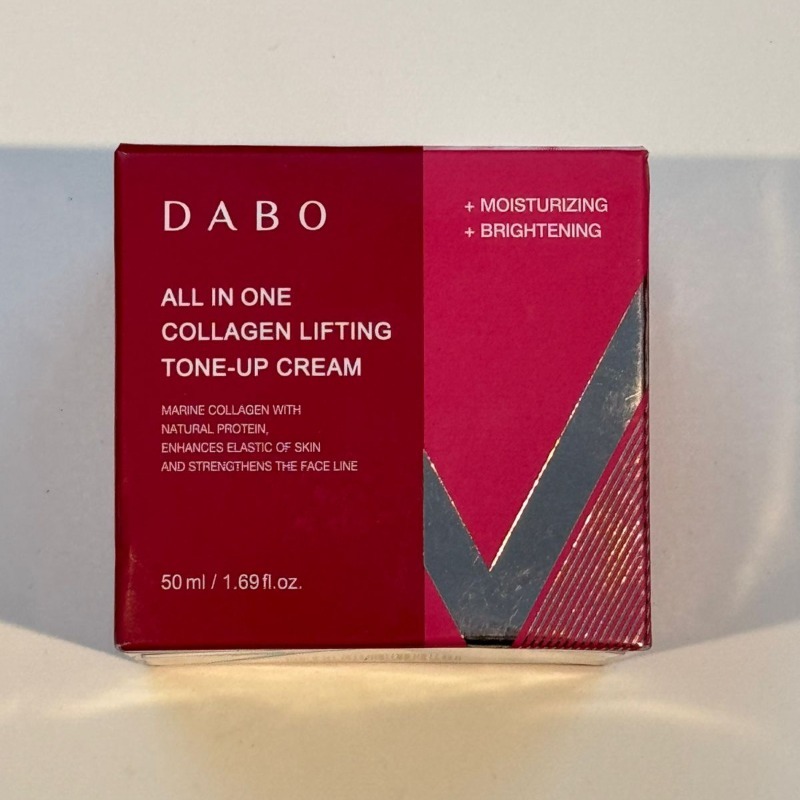 DABO
+ MOISTURIZING
+ BRIGHTENING
ALL IN ONE
COLLAGEN LIFTING
TONE-UP CREAM
MARINE COLLAGEN WITH
NATURAL PROTEIN,
ENHANCES ELASTIC OF SKIN
AND STRENGTHENS THE FACE LINE
50 ml / 1.69 fl.oz.